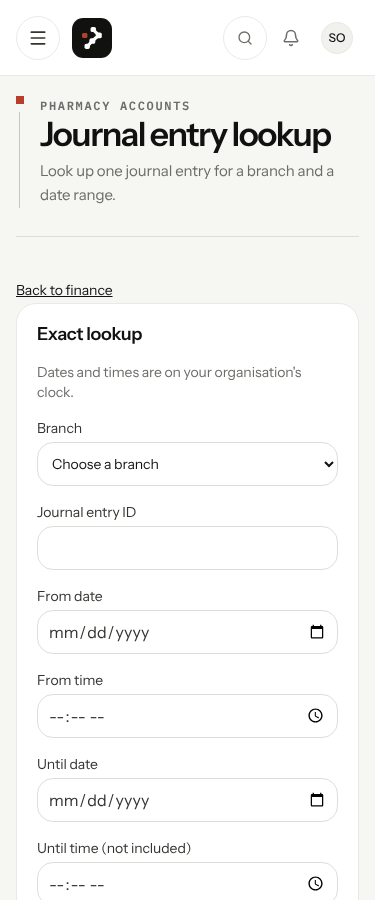 SO
PHARMACY ACCOUNTS
Journal entry lookup
Look up one journal entry for a branch and a
date range.
Back to finance
Exact lookup
Dates and times are on your organisation's
clock.
Branch
Choose a branch
Journal entry ID
From date
mm/dd/yyyy
From time
--:-- --
Until date
mm/dd/yyyy
Until time (not included)
--:-- --